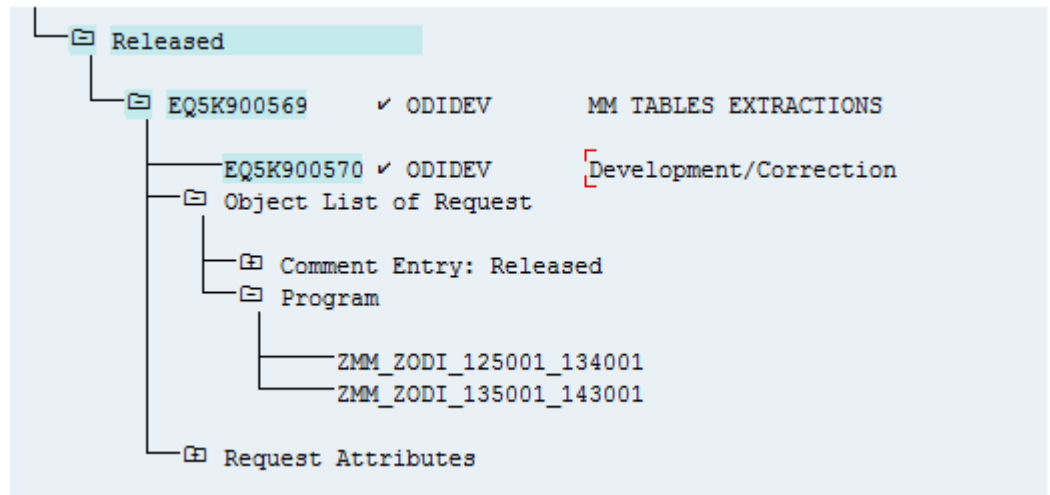 Released
EQ5K900569 ✔ ODIDEV MM TABLES EXTRACTIONS
EQ5K900570 ✔ ODIDEV Development/Correction
Object List of Request
Comment Entry: Released
Program
ZMM_ZODI_125001_134001
ZMM_ZODI_135001_143001
Request Attributes